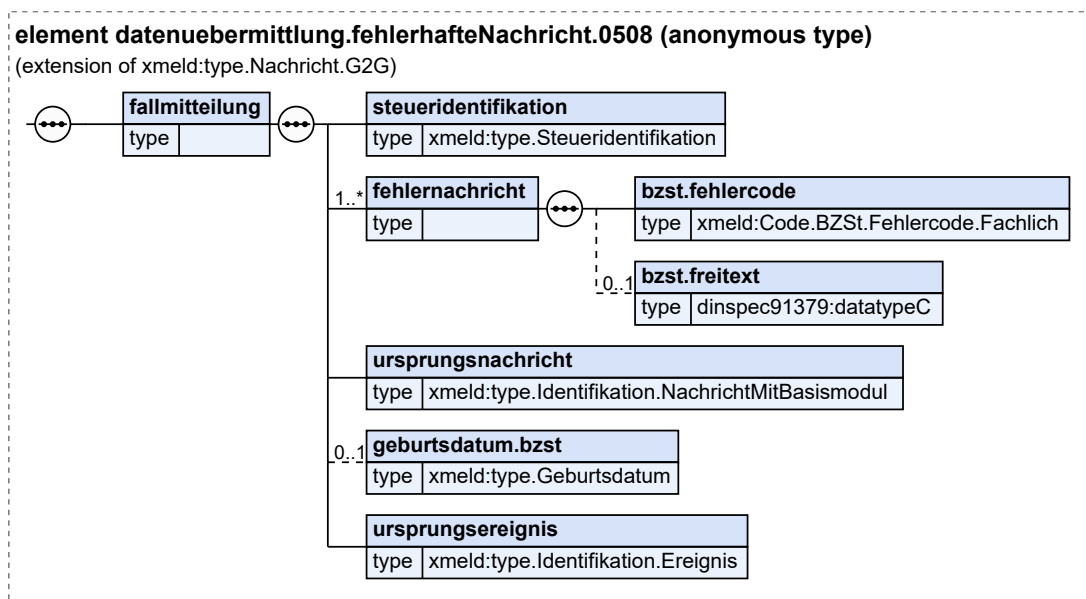 element datenuebermittlung.fehlerhafteNachricht.0508 (anonymous type)
(extension of xmeld:type.Nachricht.G2G)
fallmitteilung
type
steueridentifikation
type xmeld:type.Steueridentifikation
1..*
fehlernachricht
type
bzst.fehlercode
type xmeld:Code.BZSt.Fehlercode.Fachlich
0..1
bzst.freitext
type dinspec91379:datatypeC
ursprungsnachricht
type xmeld:type.Identifikation.NachrichtMitBasismodul
0..1
geburtsdatum.bzst
type xmeld:type.Geburtsdatum
ursprungsereignis
type xmeld:type.Identifikation.Ereignis